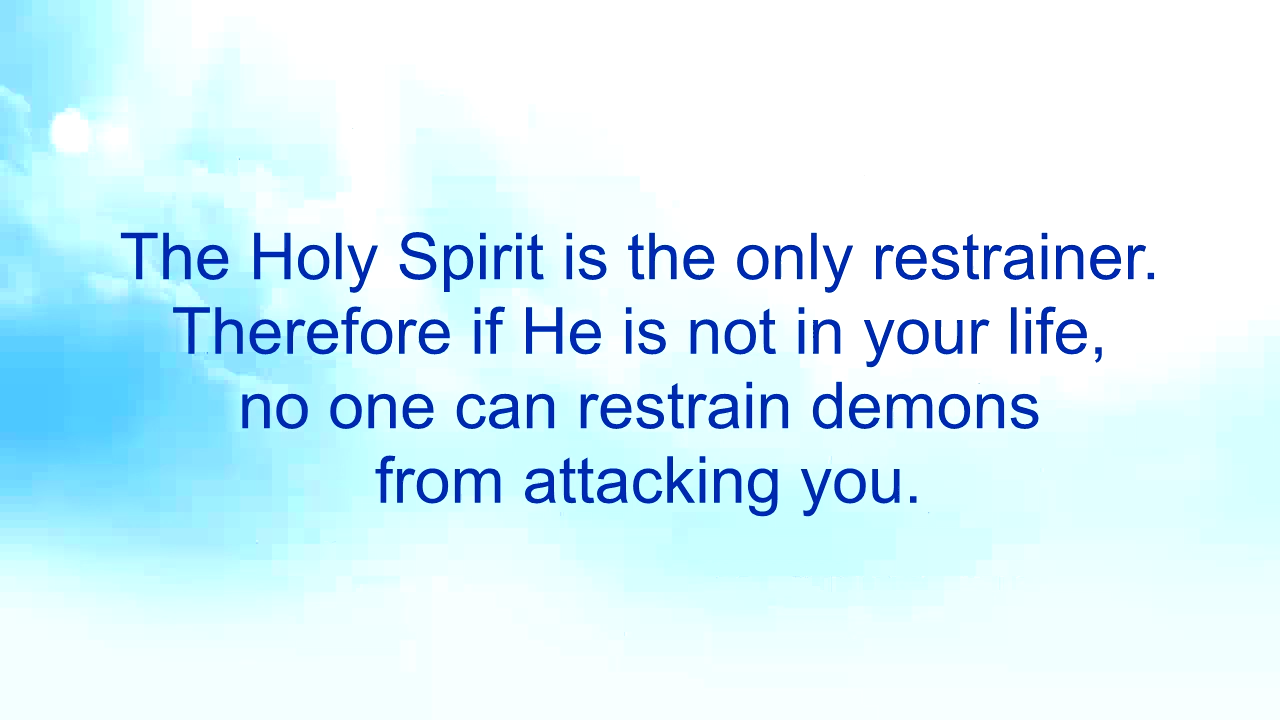 The Holy Spirit is the only restrainer.
Therefore if He is not in your life,
no one can restrain demons
from attacking you.